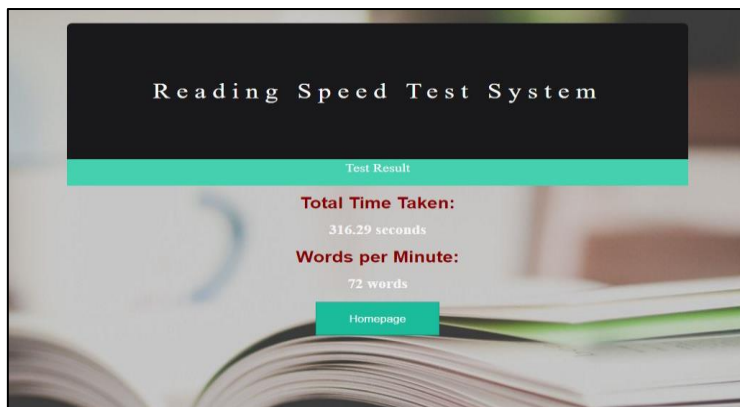 Reading Speed Test System
Test Result
Total Time Taken:
316.29 seconds
Words per Minute:
72 words
Homepage